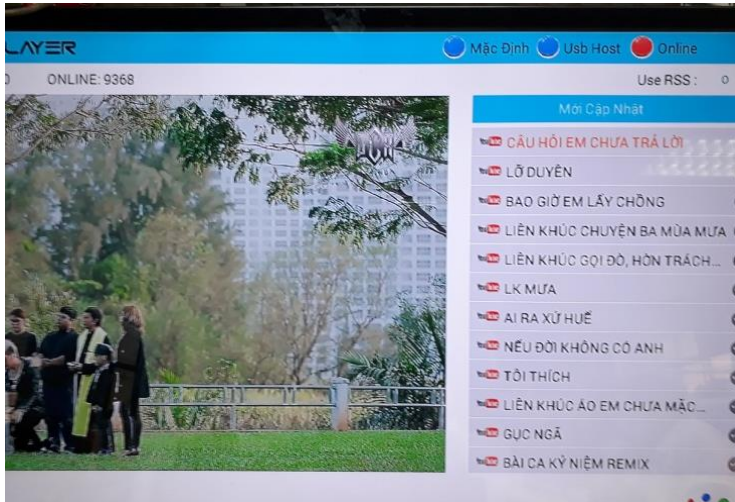 LAYER
Mặc Định Usb Host Online
0 ONLINE: 9368
Use RSS : 0
Mới Cập Nhật
CÂU HỎI EM CHƯA TRẢ LỜI
LỠ DUYÊN
BAO GIỜ EM LẤY CHỒNG
LIÊN KHÚC CHUYỆN BA MÙA MƯA
LIÊN KHÚC GỌI ĐÒ, HỜN TRÁCH...
LK MƯA
AI RA XỨ HUẾ
NẾU ĐỜI KHÔNG CÓ ANH
TÔI THÍCH
LIÊN KHÚC ÁO EM CHƯA MẶC...
GỤC NGÃ
BÀI CA KỶ NIỆM REMIX